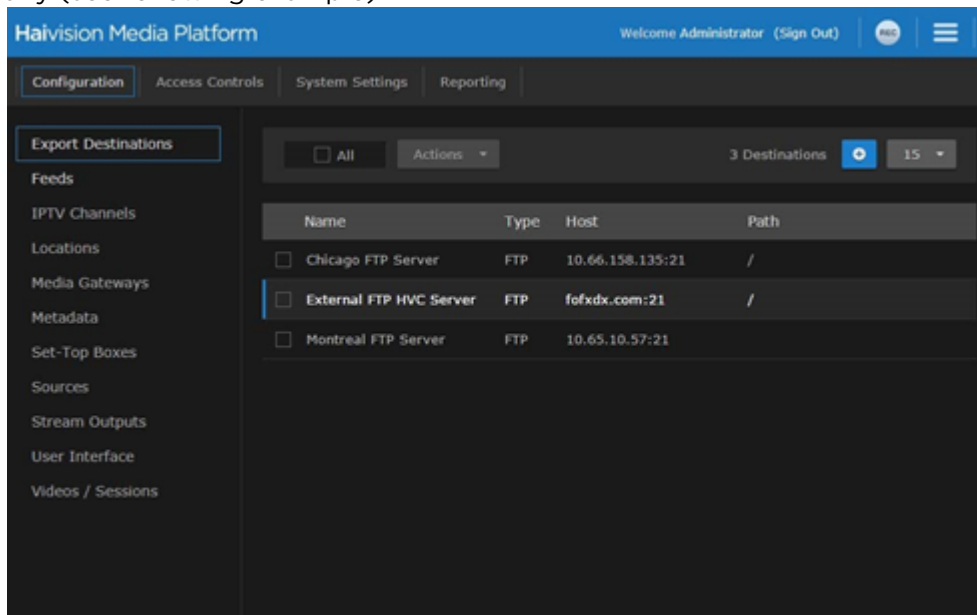 Haivision Media Platform
Welcome Administrator (Sign Out)
REC
Configuration Access Controls System Settings Reporting
Export Destinations
Feeds
IPTV Channels
Locations
Media Gateways
Metadata
Set-Top Boxes
Sources
Stream Outputs
User Interface
Videos / Sessions
All Actions 3 Destinations 15
Name Type Host Path
Chicago FTP Server FTP 10.66.158.135:21 /
External FTP HVC Server FTP fofxdx.com:21 /
Montreal FTP Server FTP 10.65.10.57:21